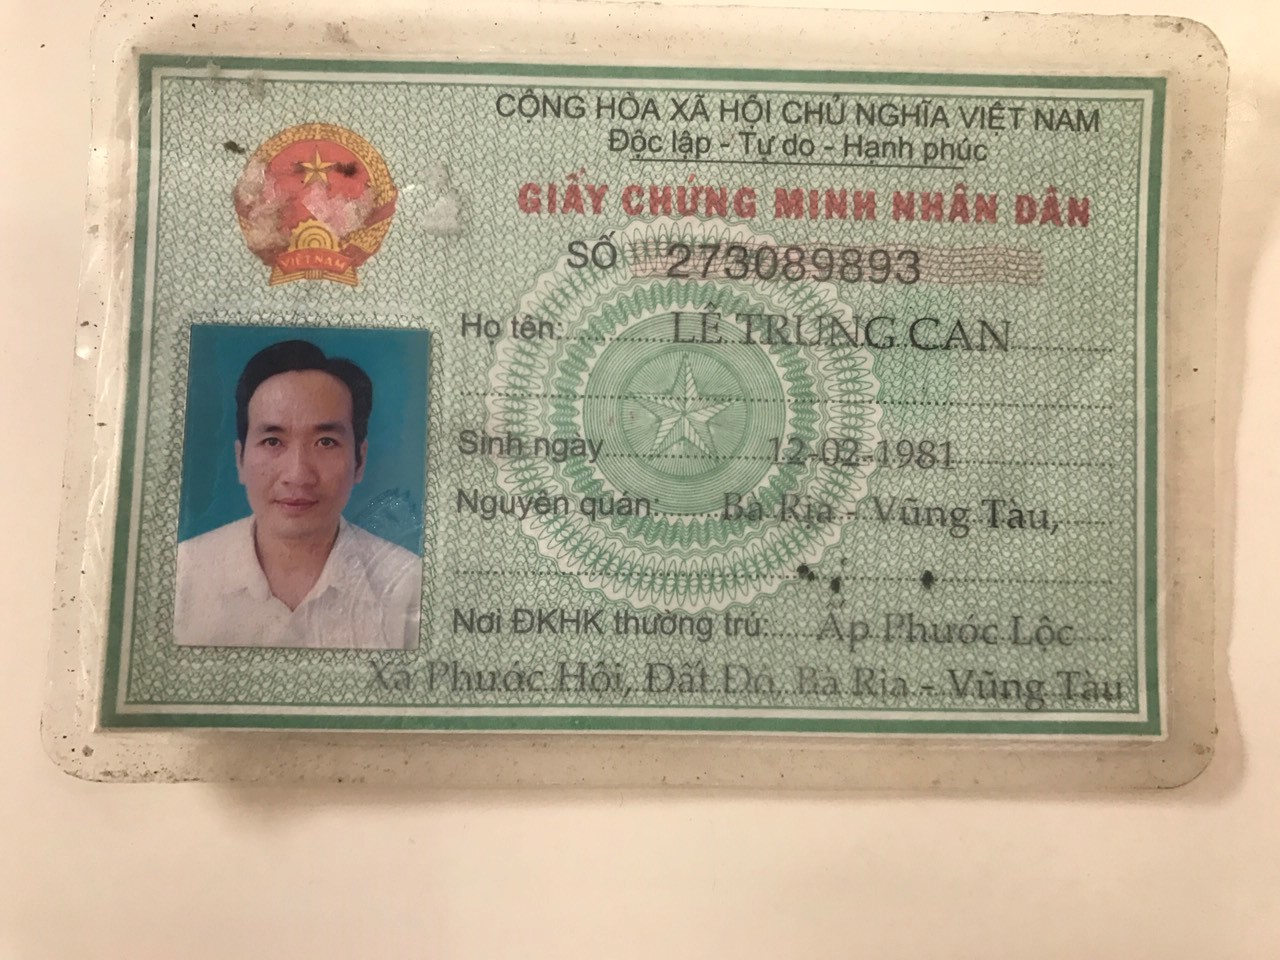 CỘNG HÒA XÃ HỘI CHỦ NGHĨA VIỆT NAM
Độc lập - Tự do - Hạnh phúc
GIẤY CHỨNG MINH NHÂN DÂN
VIỆT NAM
SỐ 273089893
Họ tên: LÊ TRUNG CAN
Sinh ngày 12-02-1981
Nguyên quán: Bà Rịa - Vũng Tàu,
Nơi ĐKHK thường trú: Ấp Phước Lộc
Xã Phước Hội, Đất Đỏ, Bà Rịa - Vũng Tàu